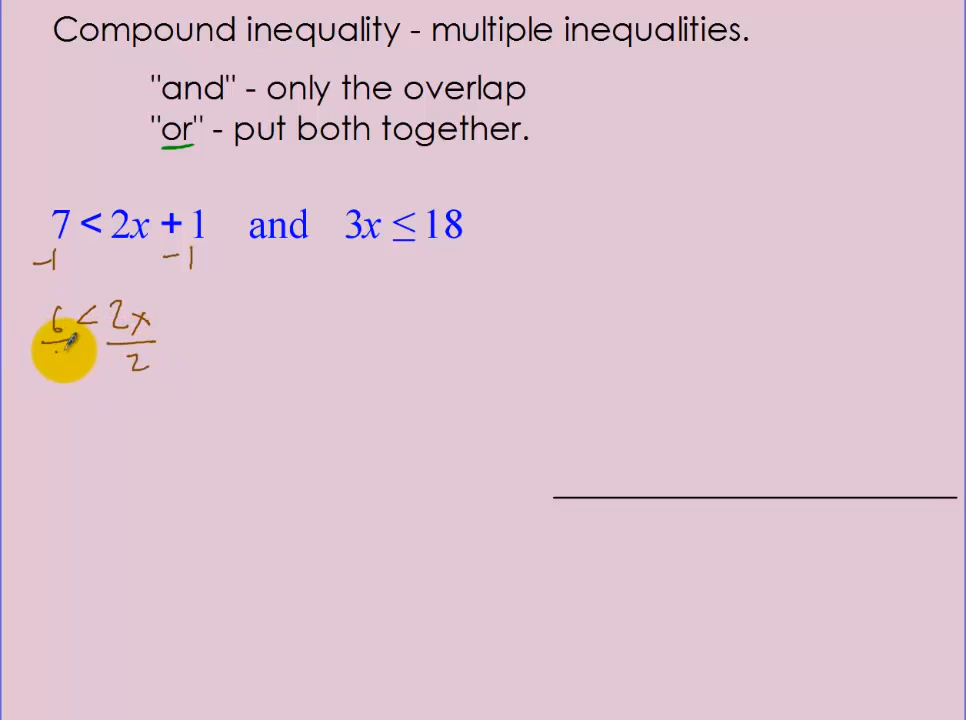 Compound inequality - multiple inequalities.
"and" - only the overlap
"or" - put both together.
7 < 2x + 1 and 3x ≤ 18
-1 -1
6 < 2x
2